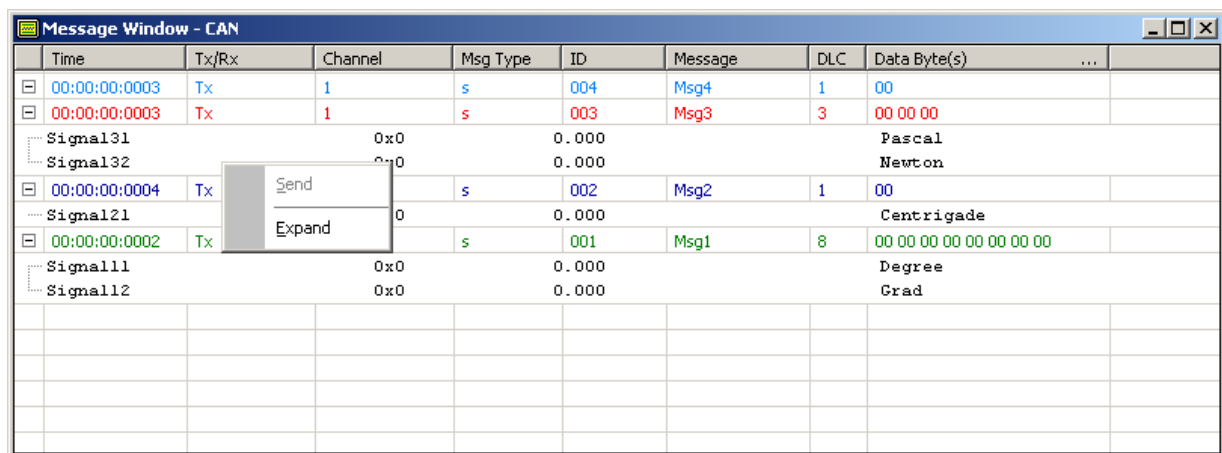 Message Window - CAN
Time Tx/Rx Channel Msg Type ID Message DLC Data Byte(s) ...
00:00:00:0003 Tx 1 s 004 Msg4 1 00
00:00:00:0003 Tx 1 s 003 Msg3 3 00 00 00
Signal31 0x0 0.000 Pascal
Signal32 0x0 0.000 Newton
Send
00:00:00:0004 Tx s 002 Msg2 1 00
Signal21 0 0.000 Centrigade
Expand
00:00:00:0002 Tx s 001 Msg1 8 00 00 00 00 00 00 00 00
Signal11 0x0 0.000 Degree
Signal12 0x0 0.000 Grad